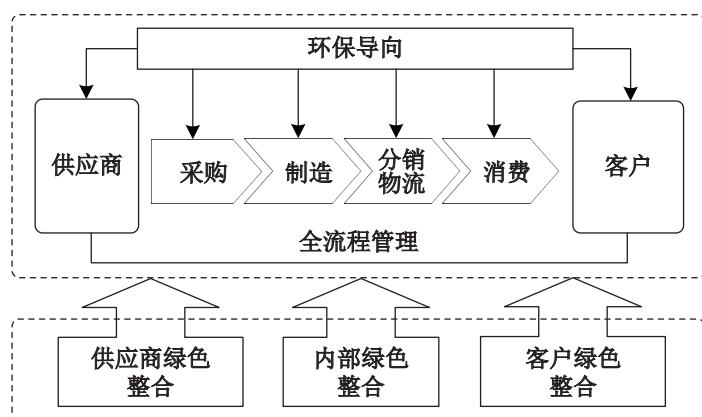 环保导向
供应商
采购
制造
分销
物流
消费
客户
全流程管理
供应商绿色
整合
内部绿色
整合
客户绿色
整合